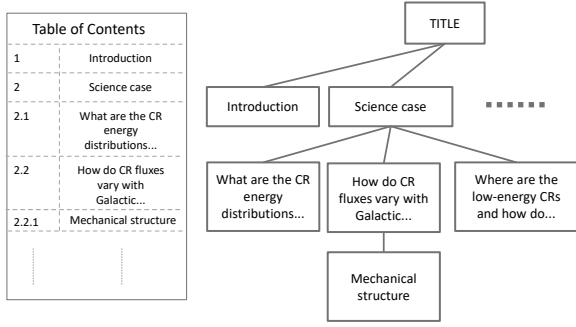 Table of Contents
1 Introduction
2 Science case
2.1 What are the CR
energy
distributions...
2.2 How do CR fluxes
vary with
Galactic...
2.2.1 Mechanical structure
TITLE
Introduction
Science case
What are the CR
energy
distributions...
How do CR
fluxes vary with
Galactic...
Where are the
low-energy CRs
and how do...
Mechanical
structure